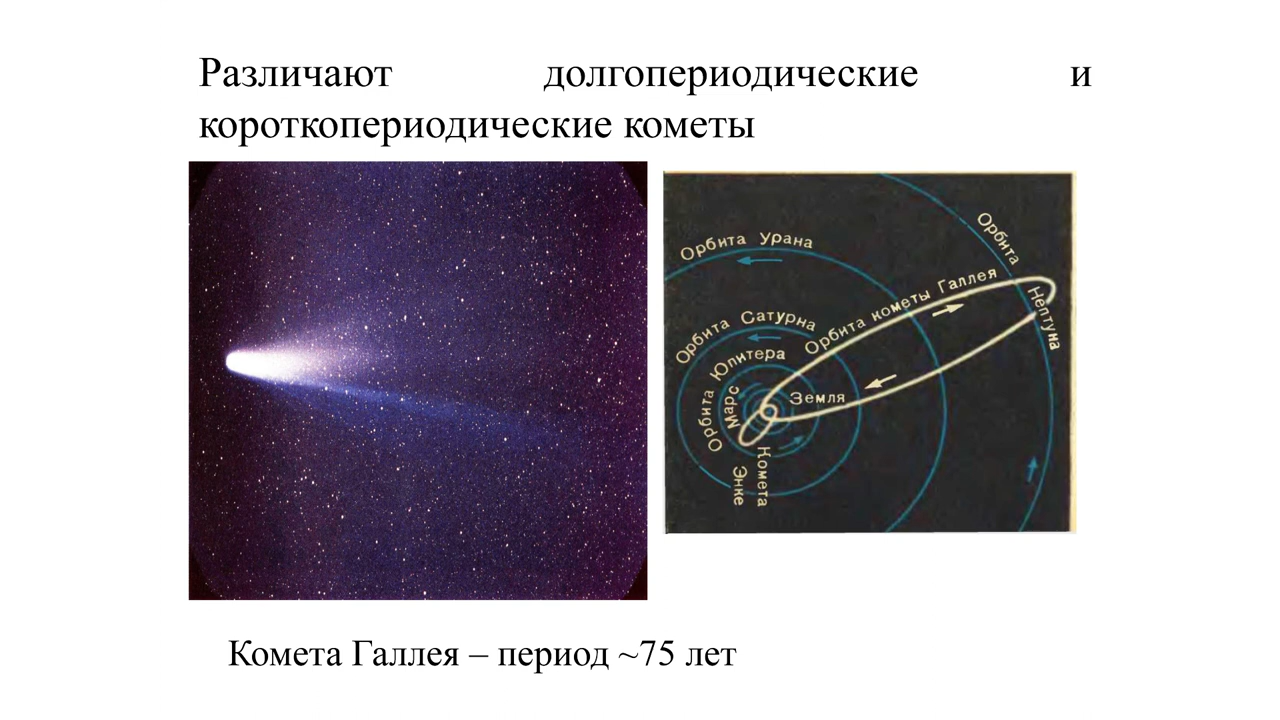 Различают долгопериодические и
короткопериодические кометы
Орбита Урана
Орбита
Нептуна
Орбита кометы Галлея
Орбита Сатурна
Орбита Юпитера
Марс
Земля
Комета
Энке
Комета Галлея – период ~75 лет